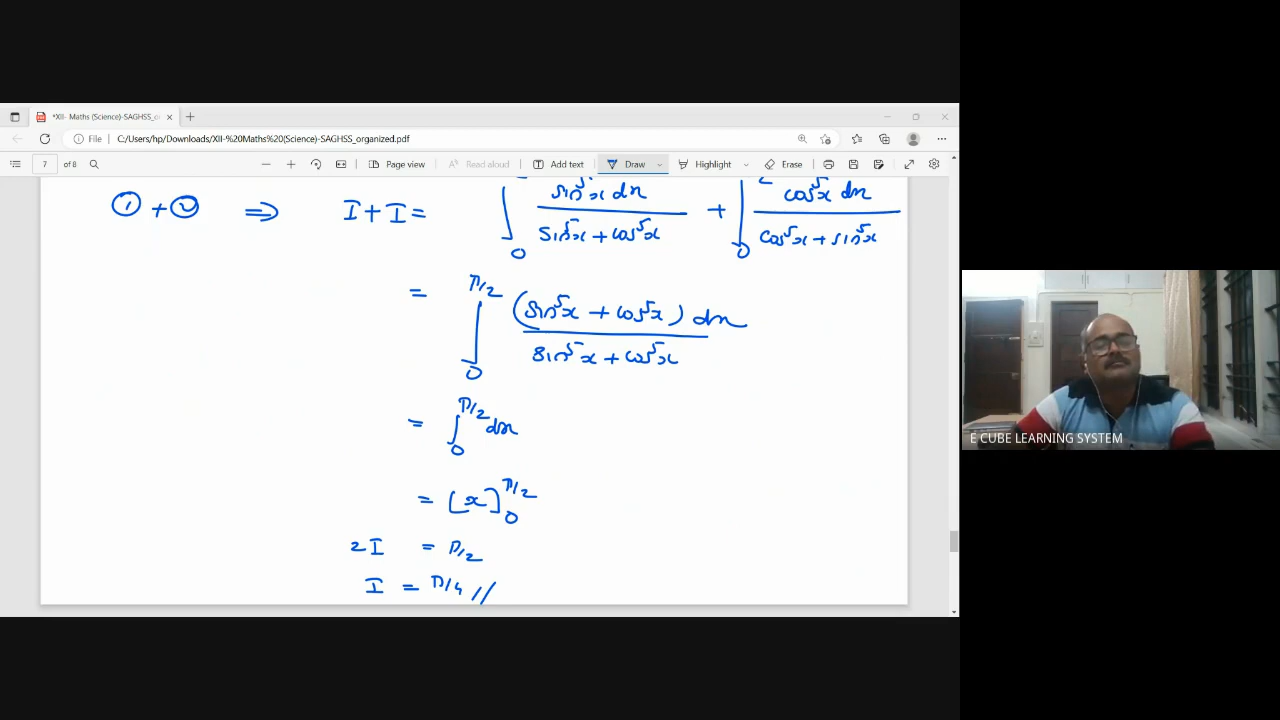 *XII- Maths (Science)-SAGHSS_o
File C:/Users/hp/Downloads/XII-%20Maths%20(Science)-SAGHSS_organized.pdf
7 of 8 Page view Read aloud Add text Draw Highlight Erase
① + ② ⇒ I + I = ∫₀ sin⁵x dx / sin⁵x + cos⁵x + ∫₀ cos⁵x dx / cos⁵x + sin⁵x
= ∫₀^π/2 (sin⁵x + cos⁵x) dx / sin⁵x + cos⁵x
= ∫₀^π/2 dx
= [x]₀^π/2
2I = π/2
I = π/4 //
E CUBE LEARNING SYSTEM